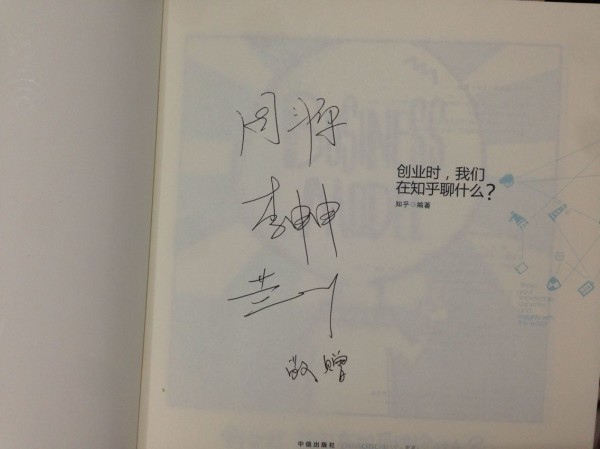 周源
李申申
敬赠
创业时，我们
在知乎聊什么？
知乎◎编著
中信出版社